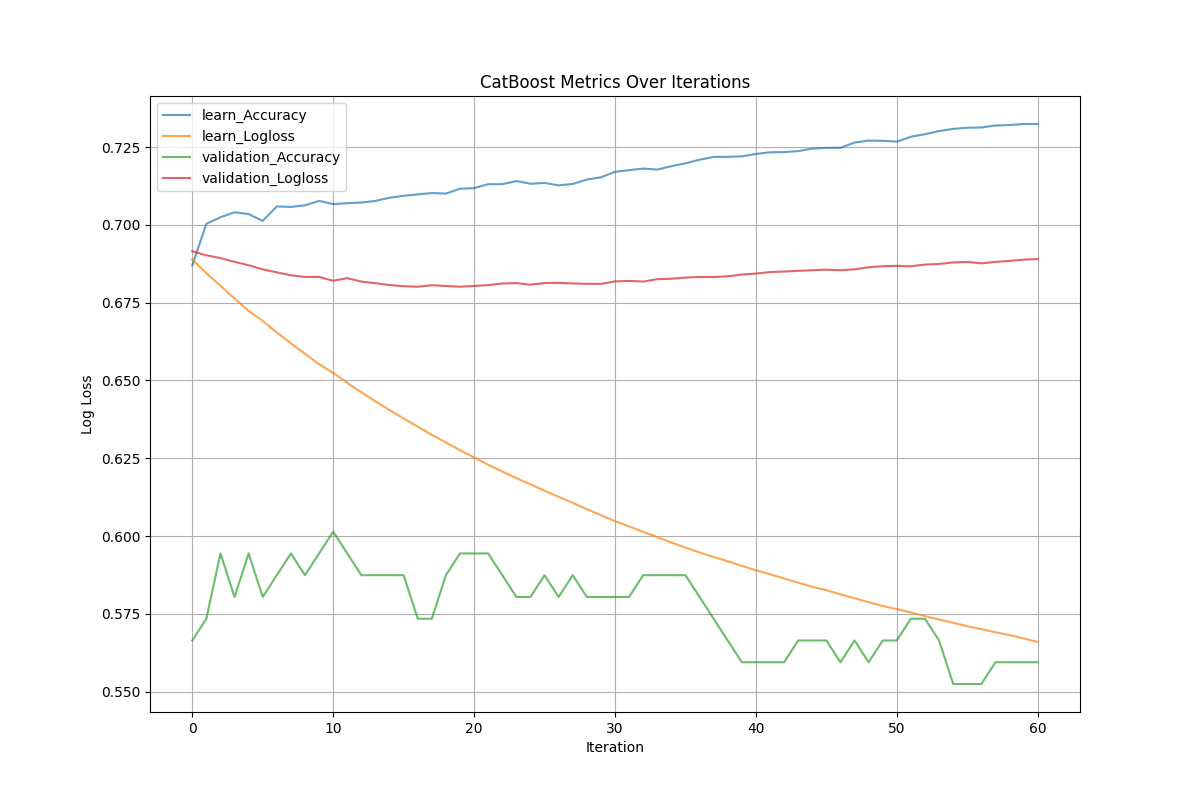 CatBoost Metrics Over Iterations
learn_Accuracy
learn_Logloss
validation_Accuracy
validation_Logloss
Log Loss
0.725
0.700
0.675
0.650
0.625
0.600
0.575
0.550
0 10 20 30 40 50 60
Iteration